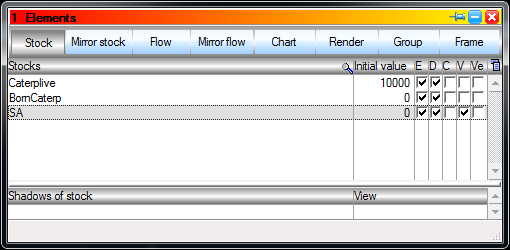 1 Elements
Stock Mirror stock Flow Mirror flow Chart Render Group Frame
Stocks Initial value E D C V Ve
Caterplive 10000
BornCaterp 0
SA 0
Shadows of stock View